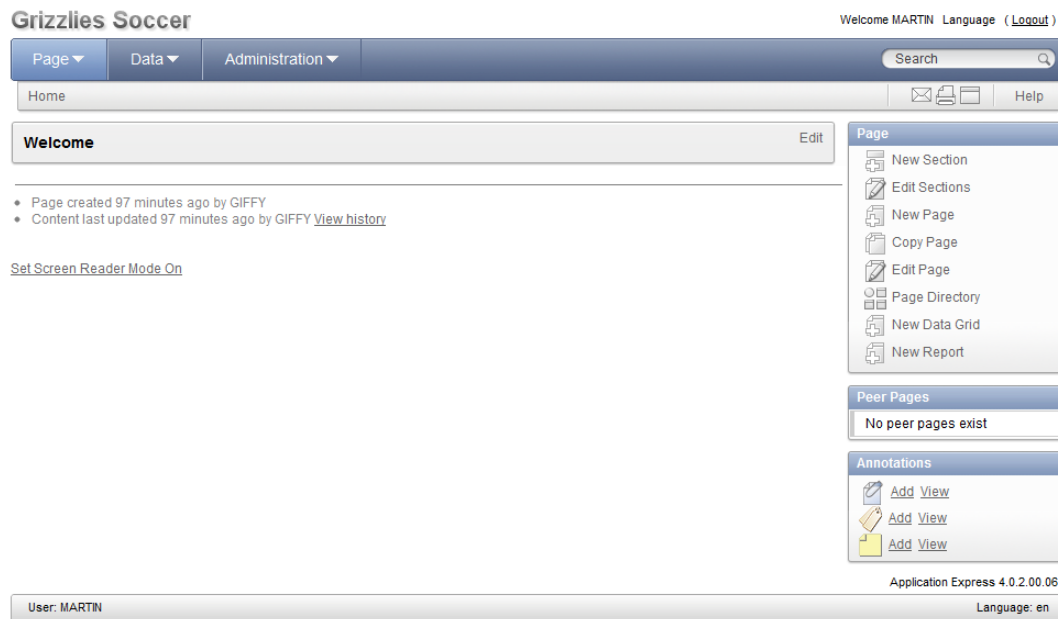 Grizzlies Soccer
Welcome MARTIN Language ( Logout )
Page Data Administration Search
Home Help
Welcome Edit
• Page created 97 minutes ago by GIFFY
• Content last updated 97 minutes ago by GIFFY View history
Set Screen Reader Mode On
Page
New Section
Edit Sections
New Page
Copy Page
Edit Page
Page Directory
New Data Grid
New Report
Peer Pages
No peer pages exist
Annotations
Add View
Add View
Add View
Application Express 4.0.2.00.06
User: MARTIN Language: en